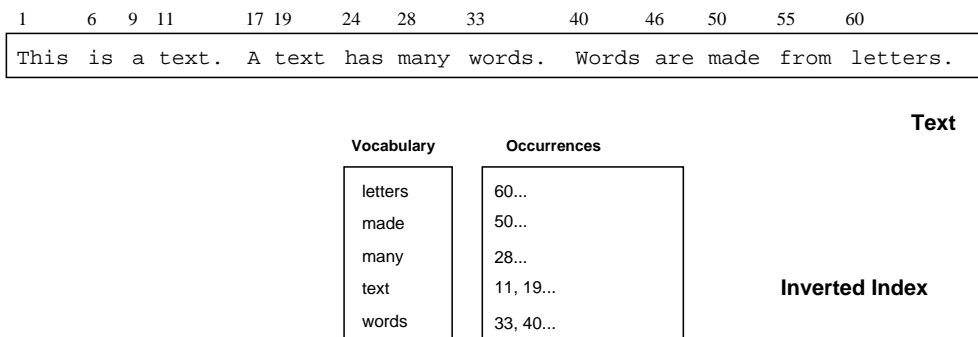 1 6 9 11 17 19 24 28 33 40 46 50 55 60
This is a text. A text has many words. Words are made from letters.
Text
Vocabulary Occurrences
letters 60...
made 50...
many 28...
text 11, 19...
Inverted Index
words 33, 40...